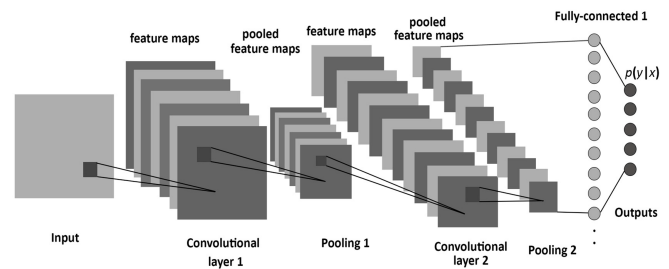 feature maps
pooled
feature maps
feature maps
pooled
feature maps
Fully-connected 1
p(y|x)
Input
Convolutional
layer 1
Pooling 1
Convolutional
layer 2
Pooling 2
Outputs